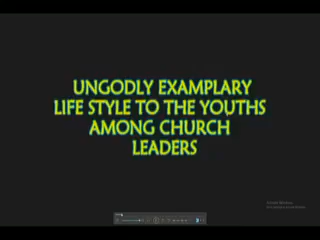 UNGODLY EXAMPLARY
LIFE STYLE TO THE YOUTHS
AMONG CHURCH
LEADERS